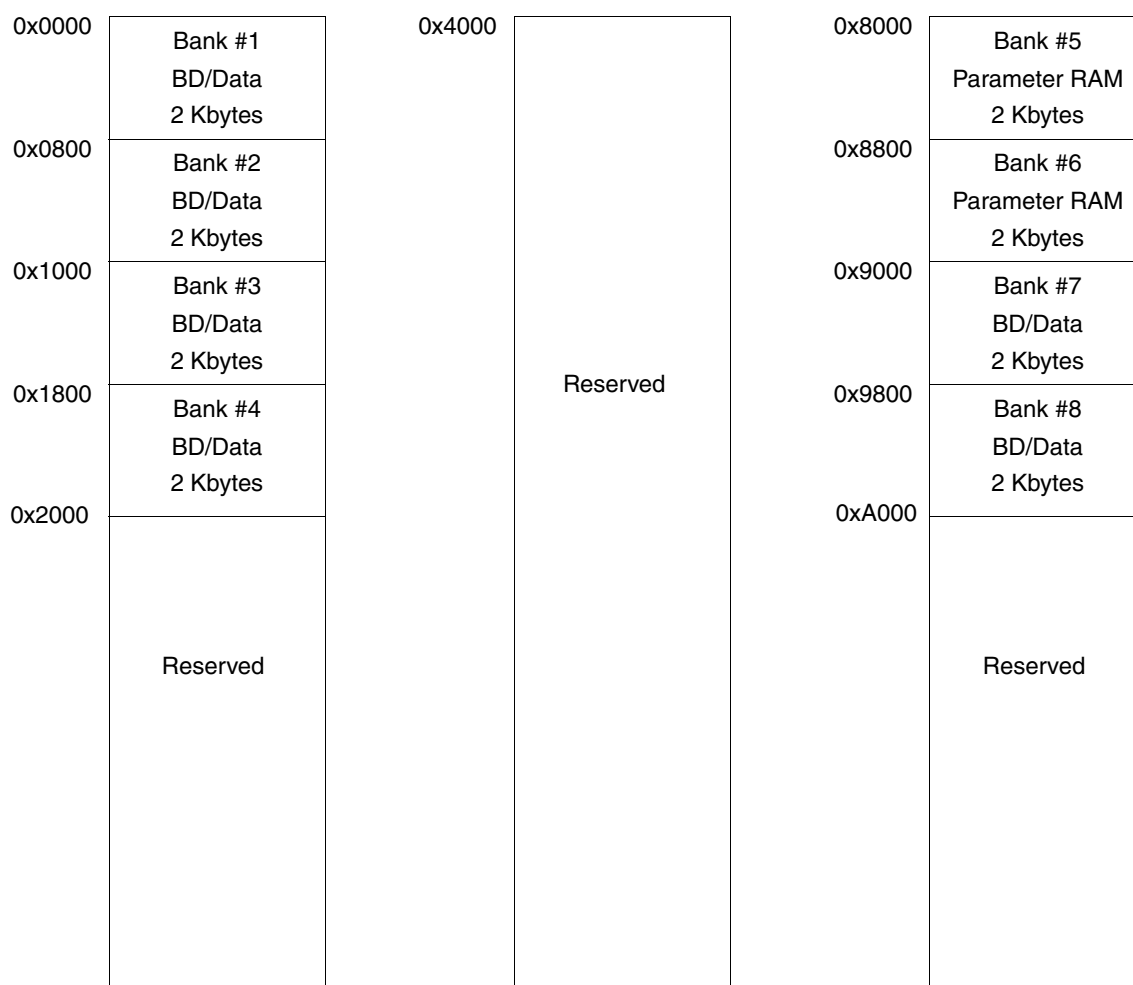 0x0000
Bank #1
BD/Data
2 Kbytes
0x0800
Bank #2
BD/Data
2 Kbytes
0x1000
Bank #3
BD/Data
2 Kbytes
0x1800
Bank #4
BD/Data
2 Kbytes
0x2000
Reserved
0x4000
Reserved
0x8000
Bank #5
Parameter RAM
2 Kbytes
0x8800
Bank #6
Parameter RAM
2 Kbytes
0x9000
Bank #7
BD/Data
2 Kbytes
0x9800
Bank #8
BD/Data
2 Kbytes
0xA000
Reserved